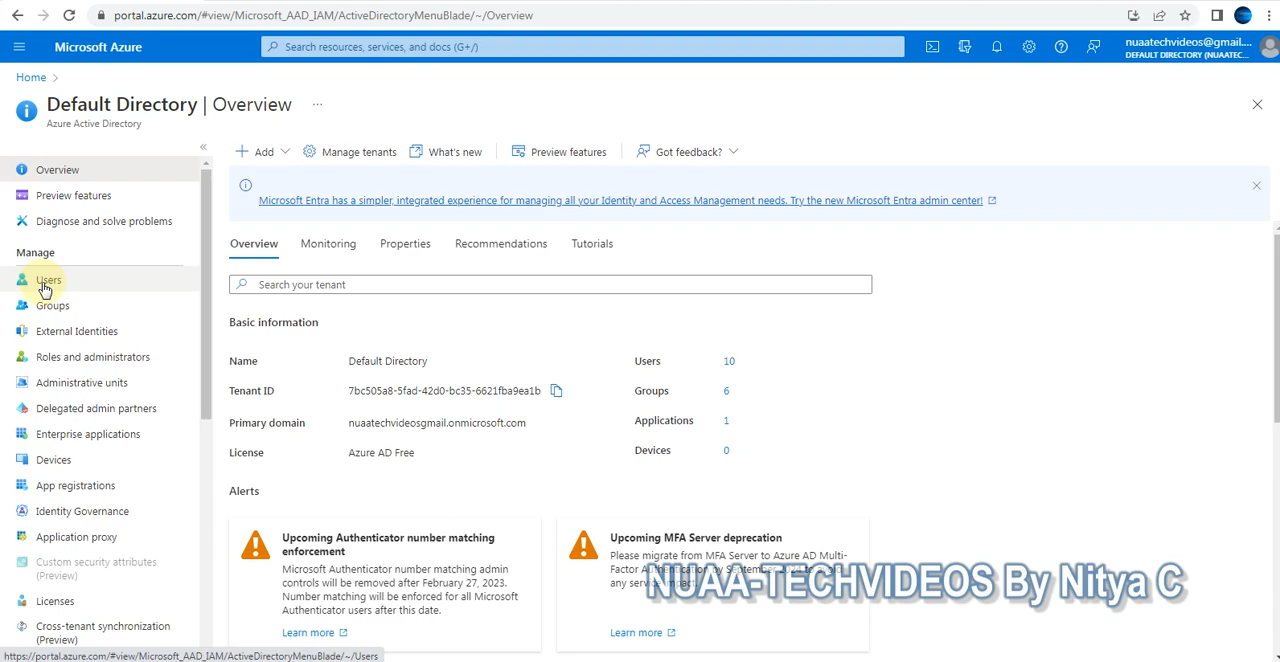 portal.azure.com/#view/Microsoft_AAD_IAM/ActiveDirectoryMenuBlade/~/Overview
Microsoft Azure
Search resources, services, and docs (G+/)
nuaatechvideos@gmail....
DEFAULT DIRECTORY (NUAATEC...
Home
Default Directory | Overview ...
Azure Active Directory
Overview
Preview features
Diagnose and solve problems
Manage
Users
Groups
External Identities
Roles and administrators
Administrative units
Delegated admin partners
Enterprise applications
Devices
App registrations
Identity Governance
Application proxy
Custom security attributes
(Preview)
Licenses
Cross-tenant synchronization
(Preview)
Add Manage tenants What's new Preview features Got feedback?
Microsoft Entra has a simpler, integrated experience for managing all your Identity and Access Management needs. Try the new Microsoft Entra admin center!
Overview Monitoring Properties Recommendations Tutorials
Search your tenant
Basic information
Name Default Directory Users 10
Tenant ID 7bc505a8-5fad-42d0-bc35-6621fba9ea1b Groups 6
Primary domain nuaatechvideosgmail.onmicrosoft.com Applications 1
License Azure AD Free Devices 0
Alerts
Upcoming Authenticator number matching
enforcement
Microsoft Authenticator number matching admin
controls will be removed after February 27, 2023.
Number matching will be enforced for all Microsoft
Authenticator users after this date.
Learn more
Upcoming MFA Server deprecation
Please migrate from MFA Server to Azure AD Multi-
Factor Authentication by September 2024 to avoid
any service impact.
Learn more
NUAA-TECHVIDEOS By Nitya C
https://portal.azure.com/#view/Microsoft_AAD_IAM/ActiveDirectoryMenuBlade/~/Users